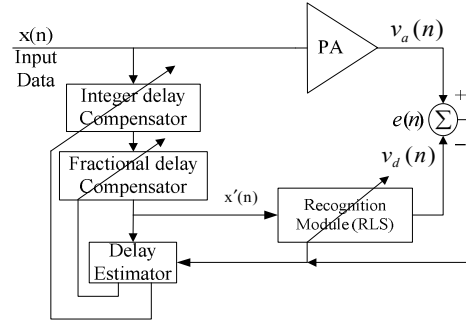 x(n)
Input
Data
PA
v_a(n)
Integer delay
Compensator
+
e(n)
Σ
−
Fractional delay
Compensator
v_d(n)
x′(n)
Recognition
Module (RLS)
Delay
Estimator